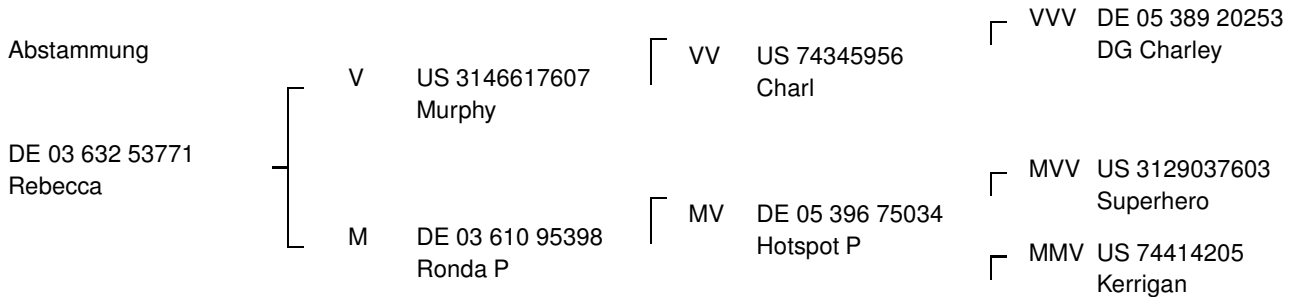 Abstammung
DE 03 632 53771
Rebecca
V US 3146617607
Murphy
M DE 03 610 95398
Ronda P
VV US 74345956
Charl
MV DE 05 396 75034
Hotspot P
VVV DE 05 389 20253
DG Charley
MVV US 3129037603
Superhero
MMV US 74414205
Kerrigan